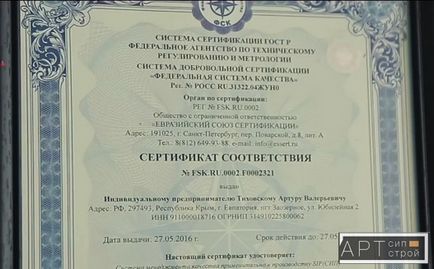 ФСК
СИСТЕМА СЕРТИФИКАЦИИ ГОСТ Р
ФЕДЕРАЛЬНОЕ АГЕНТСТВО ПО ТЕХНИЧЕСКОМУ
РЕГУЛИРОВАНИЮ И МЕТРОЛОГИИ
СИСТЕМА ДОБРОВОЛЬНОЙ СЕРТИФИКАЦИИ
«ФЕДЕРАЛЬНАЯ СИСТЕМА КАЧЕСТВА»
Рег. № РОСС RU.31322.04ЖУН0
Орган по сертификации:
РЕГ № FSK.RU.0002
Общество с ограниченной ответственностью
«ЕВРАЗИЙСКИЙ СОЮЗ СЕРТИФИКАЦИИ»
Адрес: 191025, г. Санкт-Петербург, пер. Поварской, д.8, лит. А
Тел.: 8(812) 649-93-88. e-mail: info@essert.ru
СЕРТИФИКАТ СООТВЕТСТВИЯ
№ FSK.RU.0002.F0002321
выдано
Индивидуальному предпринимателю Тиховскому Артуру Валерьевичу
Адрес: РФ, 297493, Республика Крым, г. Евпатория, пгт Заозерное, ул. Юбилейная 2
ИНН 911000018716 ОГРНИП 314910225800062
Дата выдачи: 27.05.2016 г.
Срок действия до: 27.05
Настоящий сертификат удостоверяет:
АРТ сип строй